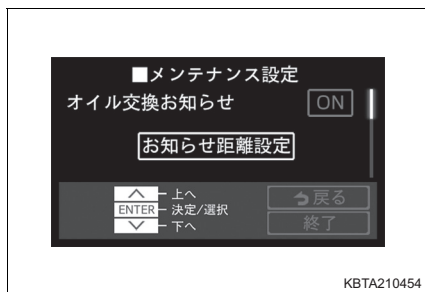 ■メンテナンス設定
オイル交換お知らせ ON
お知らせ距離設定
上へ
ENTER 決定/選択
下へ
戻る
終了
KBTA210454